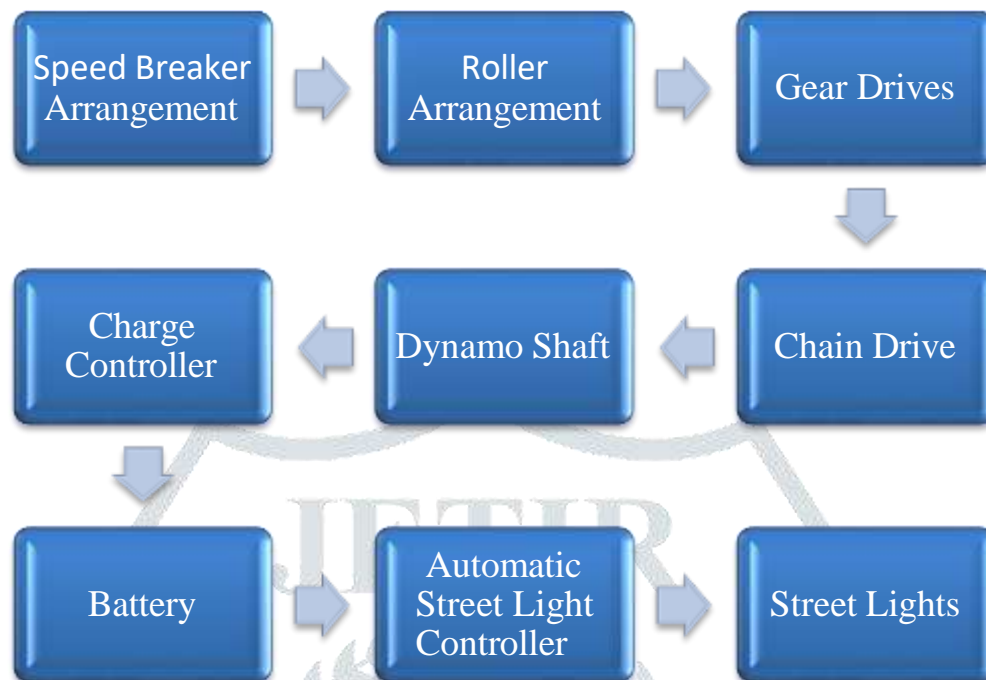 Speed Breaker
Arrangement
Roller
Arrangement
Gear Drives
Chain Drive
Dynamo Shaft
Charge
Controller
JETIR
Battery
Automatic
Street Light
Controller
Street Lights